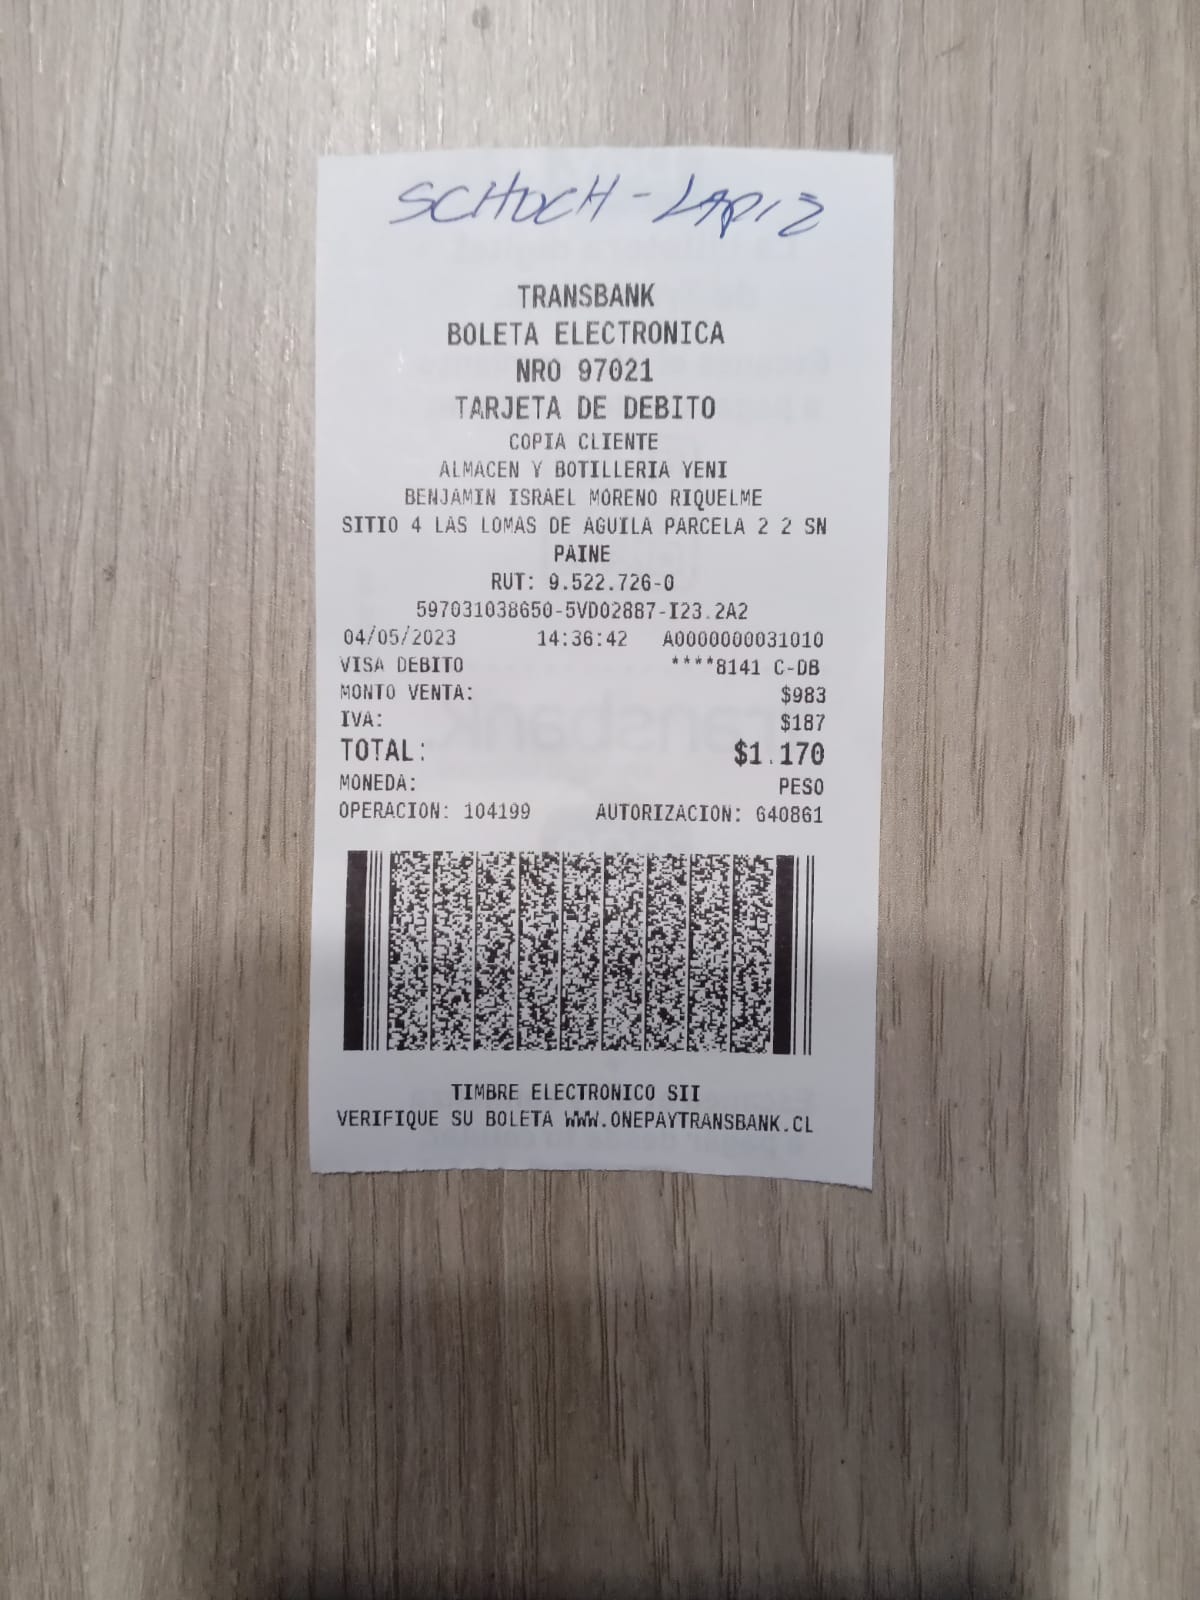 SCHOCH - LAPIZ
TRANSBANK
BOLETA ELECTRONICA
NRO 97021
TARJETA DE DEBITO
COPIA CLIENTE
ALMACEN Y BOTILLERIA YENI
BENJAMIN ISRAEL MORENO RIQUELME
SITIO 4 LAS LOMAS DE AGUILA PARCELA 2 2 SN
PAINE
RUT: 9.522.726-0
597031038650-5VD02887-I23.2A2
04/05/2023 14:36:42 A0000000031010
VISA DEBITO ****8141 C-DB
MONTO VENTA: $983
IVA: $187
TOTAL: $1.170
MONEDA: PESO
OPERACION: 104199 AUTORIZACION: 640861
TIMBRE ELECTRONICO SII
VERIFIQUE SU BOLETA WWW.ONEPAYTRANSBANK.CL